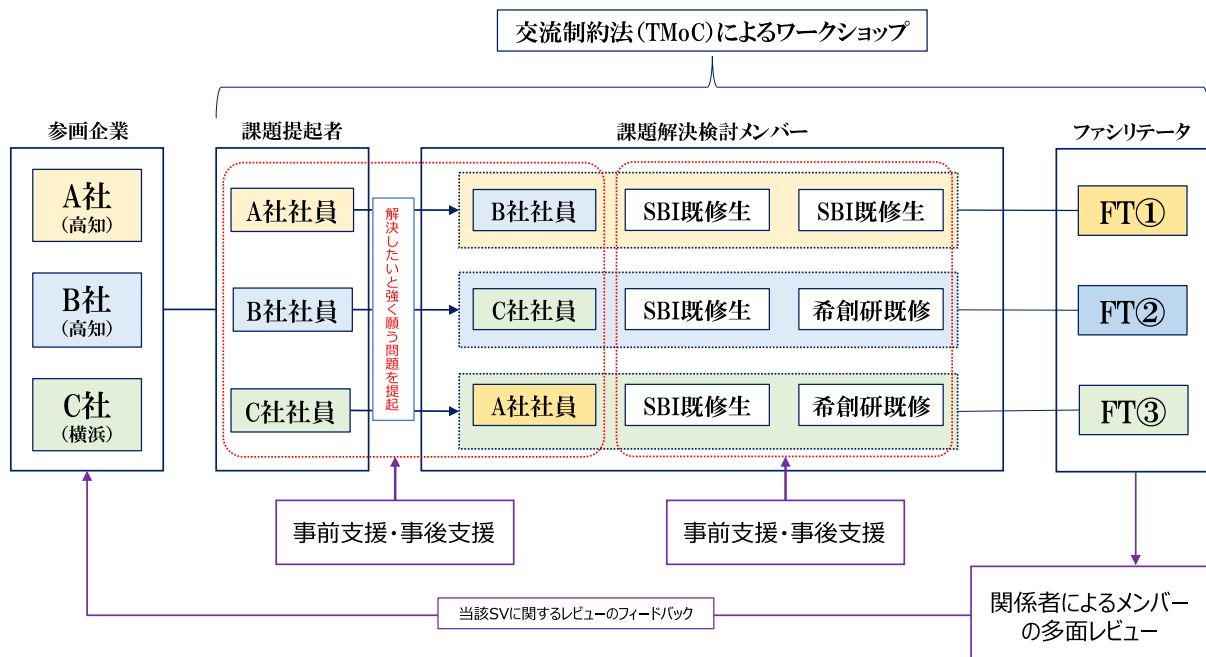 交流制約法(TMoC)によるワークショップ
参画企業
課題提起者
課題解決検討メンバー
ファシリテータ
A社
(高知)
B社
(高知)
C社
(横浜)
A社社員
B社社員
C社社員
解決したいと強く願う問題を提起
B社社員
SBI既修生
SBI既修生
C社社員
SBI既修生
希創研既修
A社社員
SBI既修生
希創研既修
FT①
FT②
FT③
事前支援・事後支援
事前支援・事後支援
当該SVに関するレビューのフィードバック
関係者によるメンバー
の多面レビュー